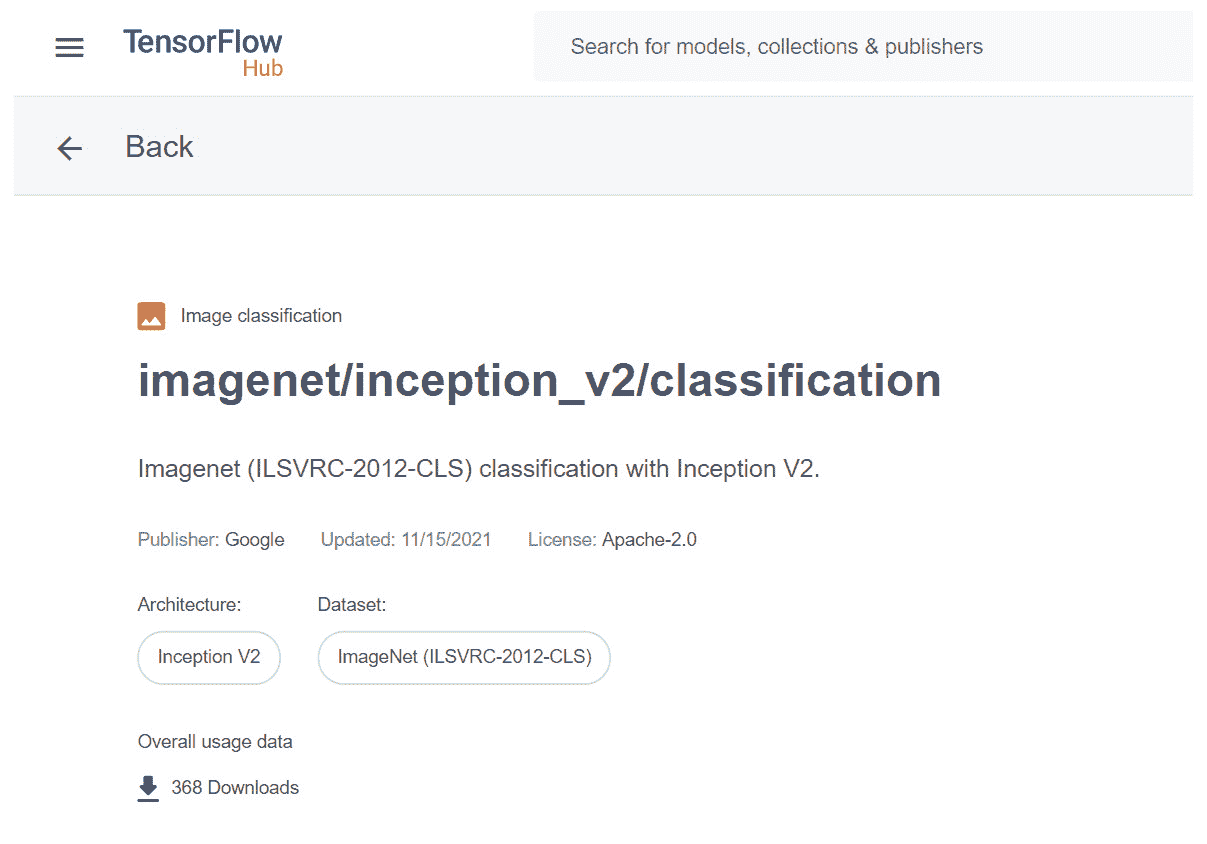 TensorFlow
Hub
Search for models, collections & publishers
Back
Image classification
imagenet/inception_v2/classification
Imagenet (ILSVRC-2012-CLS) classification with Inception V2.
Publisher: Google Updated: 11/15/2021 License: Apache-2.0
Architecture: Dataset:
Inception V2 ImageNet (ILSVRC-2012-CLS)
Overall usage data
368 Downloads